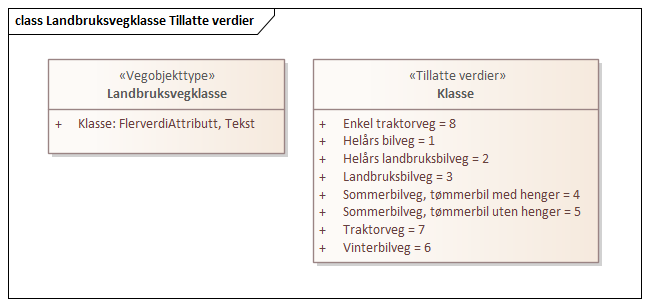 class Landbruksvegklasse Tillatte verdier
«Vegobjekttype»
Landbruksvegklasse
+ Klasse: FlerverdiAttributt, Tekst
«Tillatte verdier»
Klasse
+ Enkel traktorveg = 8
+ Helårs bilveg = 1
+ Helårs landbruksbilveg = 2
+ Landbruksbilveg = 3
+ Sommerbilveg, tømmerbil med henger = 4
+ Sommerbilveg, tømmerbil uten henger = 5
+ Traktorveg = 7
+ Vinterbilveg = 6